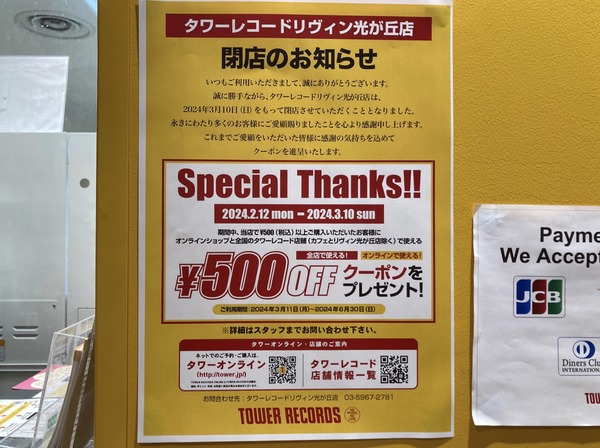 タワーレコードリヴィン光が丘店
閉店のお知らせ
いつもご利用いただきまして、誠にありがとうございます。
誠に勝手ながら、タワーレコードリヴィン光が丘店は、
2024年3月10日(日)をもって閉店させていただくこととなりました。
永きにわたり多くのお客様にご愛顧賜りましたことを心より感謝申し上げます。
これまでご愛顧をいただいた皆様に感謝の気持ちを込めて
クーポンを進呈いたします。
Special Thanks!!
2024.2.12 mon – 2024.3.10 sun
期間中、当店で¥500(税込)以上ご購入いただいたお客様に
オンラインショップと全国のタワーレコード店舗(カフェとリヴィン光が丘店除く)で使える
全店で使える! オンラインで使える!
¥500 OFF クーポンを
プレゼント!
ご利用期間:2024年3月11日(月)~2024年6月30日(日)
※詳細はスタッフまでお問い合わせ下さい。
タワーオンライン・店舗のご案内
ネットでのご予約・ご購入は、
タワーオンライン
(http://tower.jp/)
タワーレコード
店舗情報一覧
お問合わせ先:タワーレコードリヴィン光が丘店 03-5967-2781
TOWER RECORDS
Payme
We Accept
JCB
Diners Clu
INTERNATIONAL
TOW